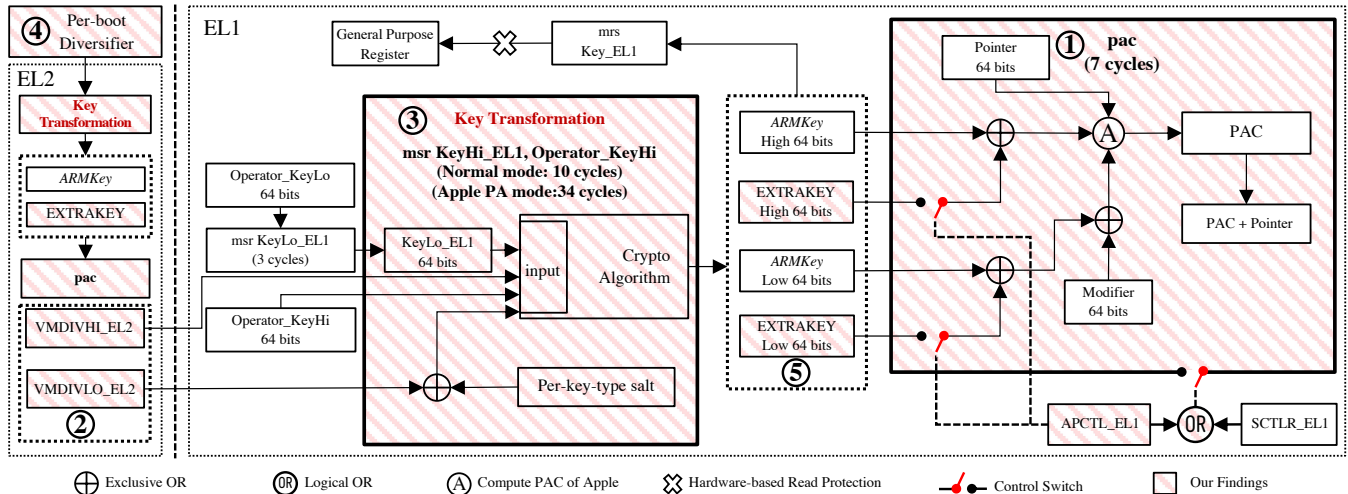 ④
Per-boot
Diversifier
EL2
Key
Transformation
ARMKey
EXTRAKEY
pac
VMDIVHI_EL2
VMDIVLO_EL2
②
EL1
General Purpose
Register
mrs
Key_EL1
Operator_KeyLo
64 bits
msr KeyLo_EL1
(3 cycles)
Operator_KeyHi
64 bits
③
Key Transformation
msr KeyHi_EL1, Operator_KeyHi
(Normal mode: 10 cycles)
(Apple PA mode:34 cycles)
KeyLo_EL1
64 bits
input
Crypto
Algorithm
Per-key-type salt
ARMKey
High 64 bits
EXTRAKEY
High 64 bits
ARMKey
Low 64 bits
EXTRAKEY
Low 64 bits
⑤
①
pac
(7 cycles)
Pointer
64 bits
A
PAC
PAC + Pointer
Modifier
64 bits
APCTL_EL1
OR
SCTLR_EL1
Exclusive OR
OR
Logical OR
A
Compute PAC of Apple
Hardware-based Read Protection
Control Switch
Our Findings